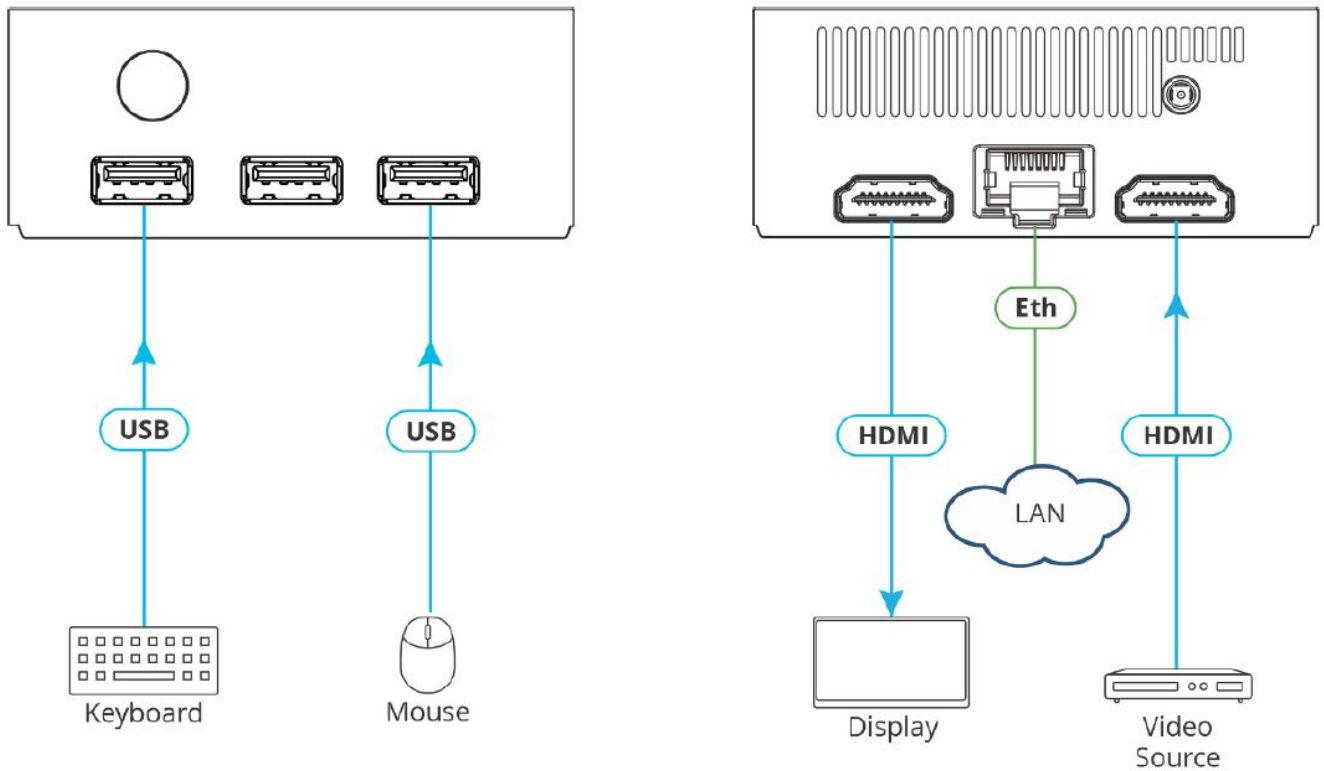 Eth
USB
USB
HDMI
HDMI
LAN
Keyboard
Mouse
Display
Video
Source